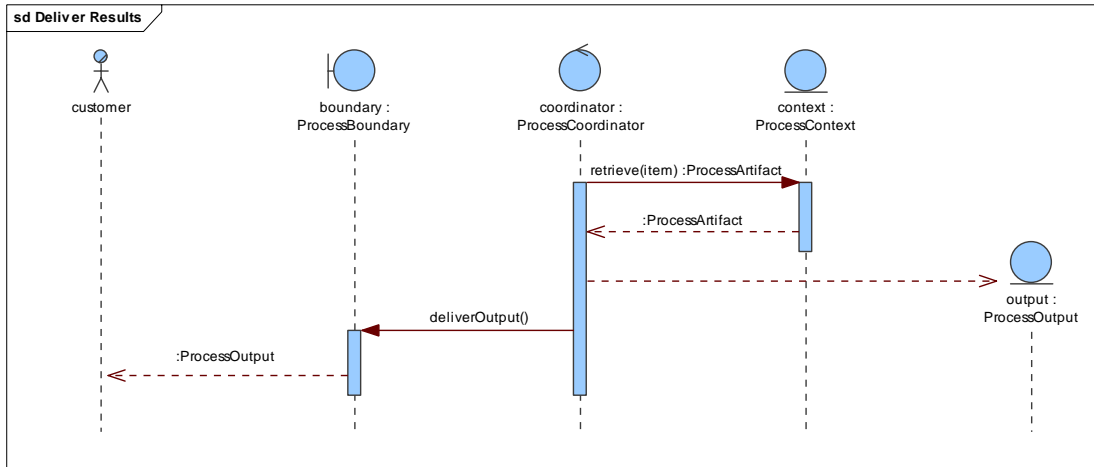 sd Deliver Results
customer
boundary :
ProcessBoundary
coordinator :
ProcessCoordinator
context :
ProcessContext
retrieve(item) :ProcessArtifact
:ProcessArtifact
output :
ProcessOutput
deliverOutput()
:ProcessOutput